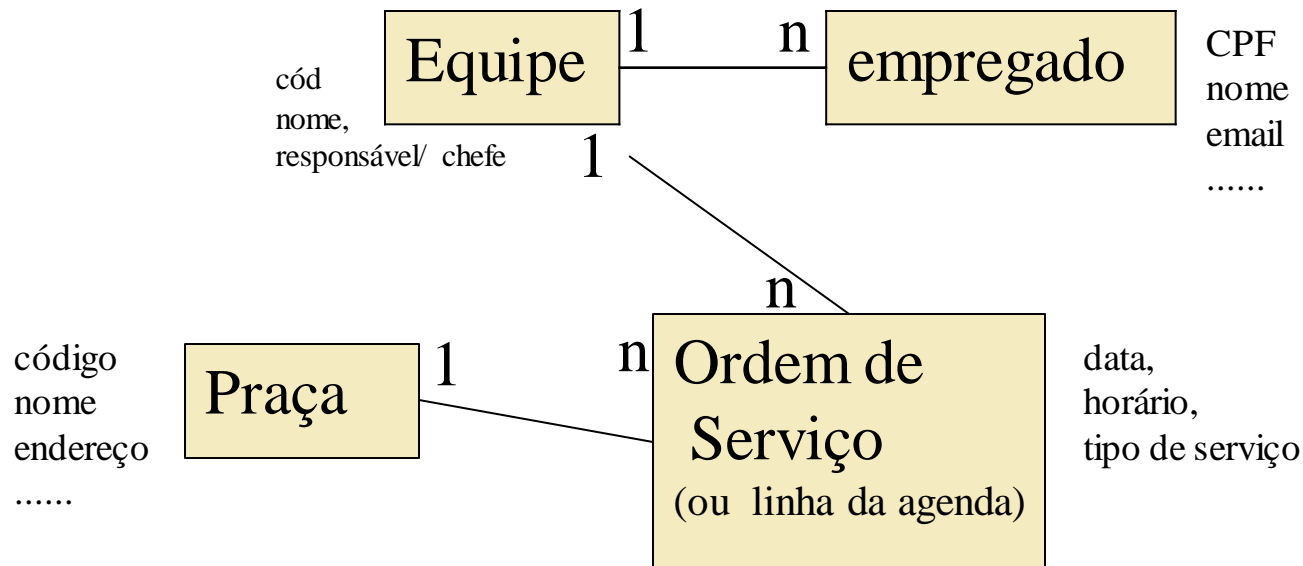 Equipe
1
n
empregado
CPF
nome
email
......
cód
nome,
responsável/ chefe
1
n
código
nome
endereço
......
Praça
1
n
Ordem de
Serviço
(ou linha da agenda)
data,
horário,
tipo de serviço